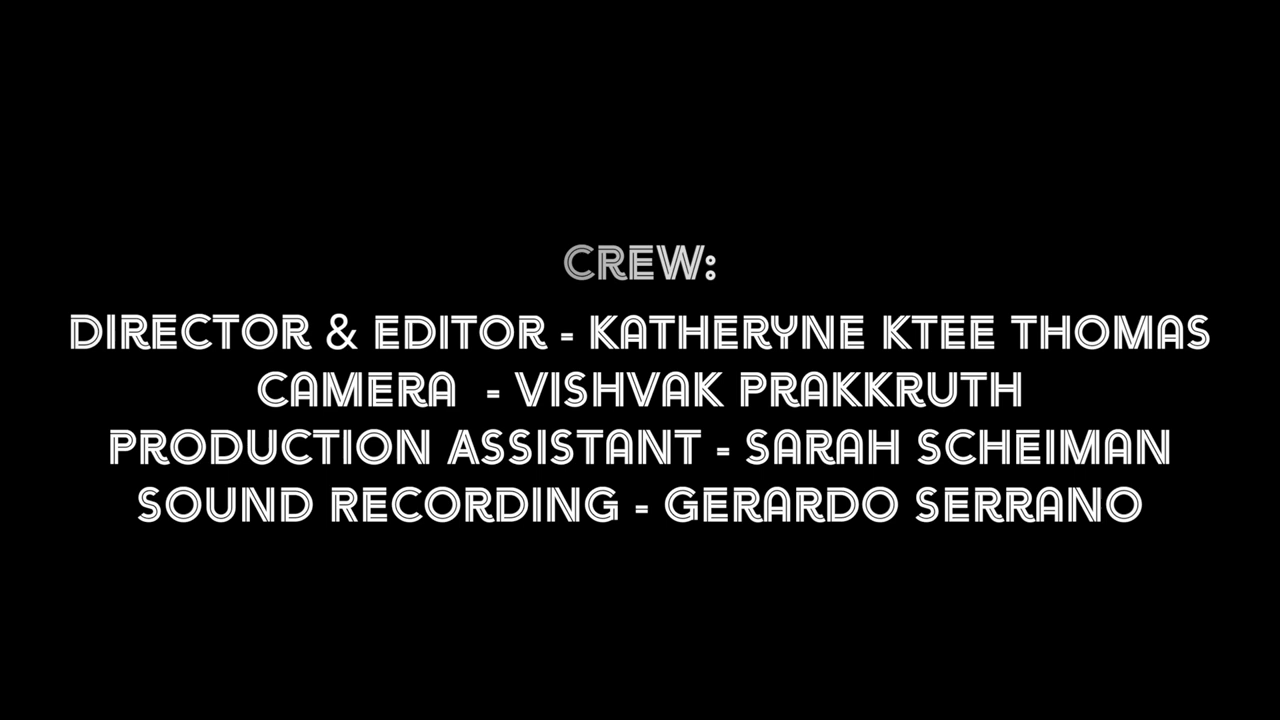 CREW:
DIRECTOR & EDITOR - KATHERYNE KTEE THOMAS
CAMERA - VISHVAK PRAKKRUTH
PRODUCTION ASSISTANT - SARAH SCHEIMAN
SOUND RECORDING - GERARDO SERRANO